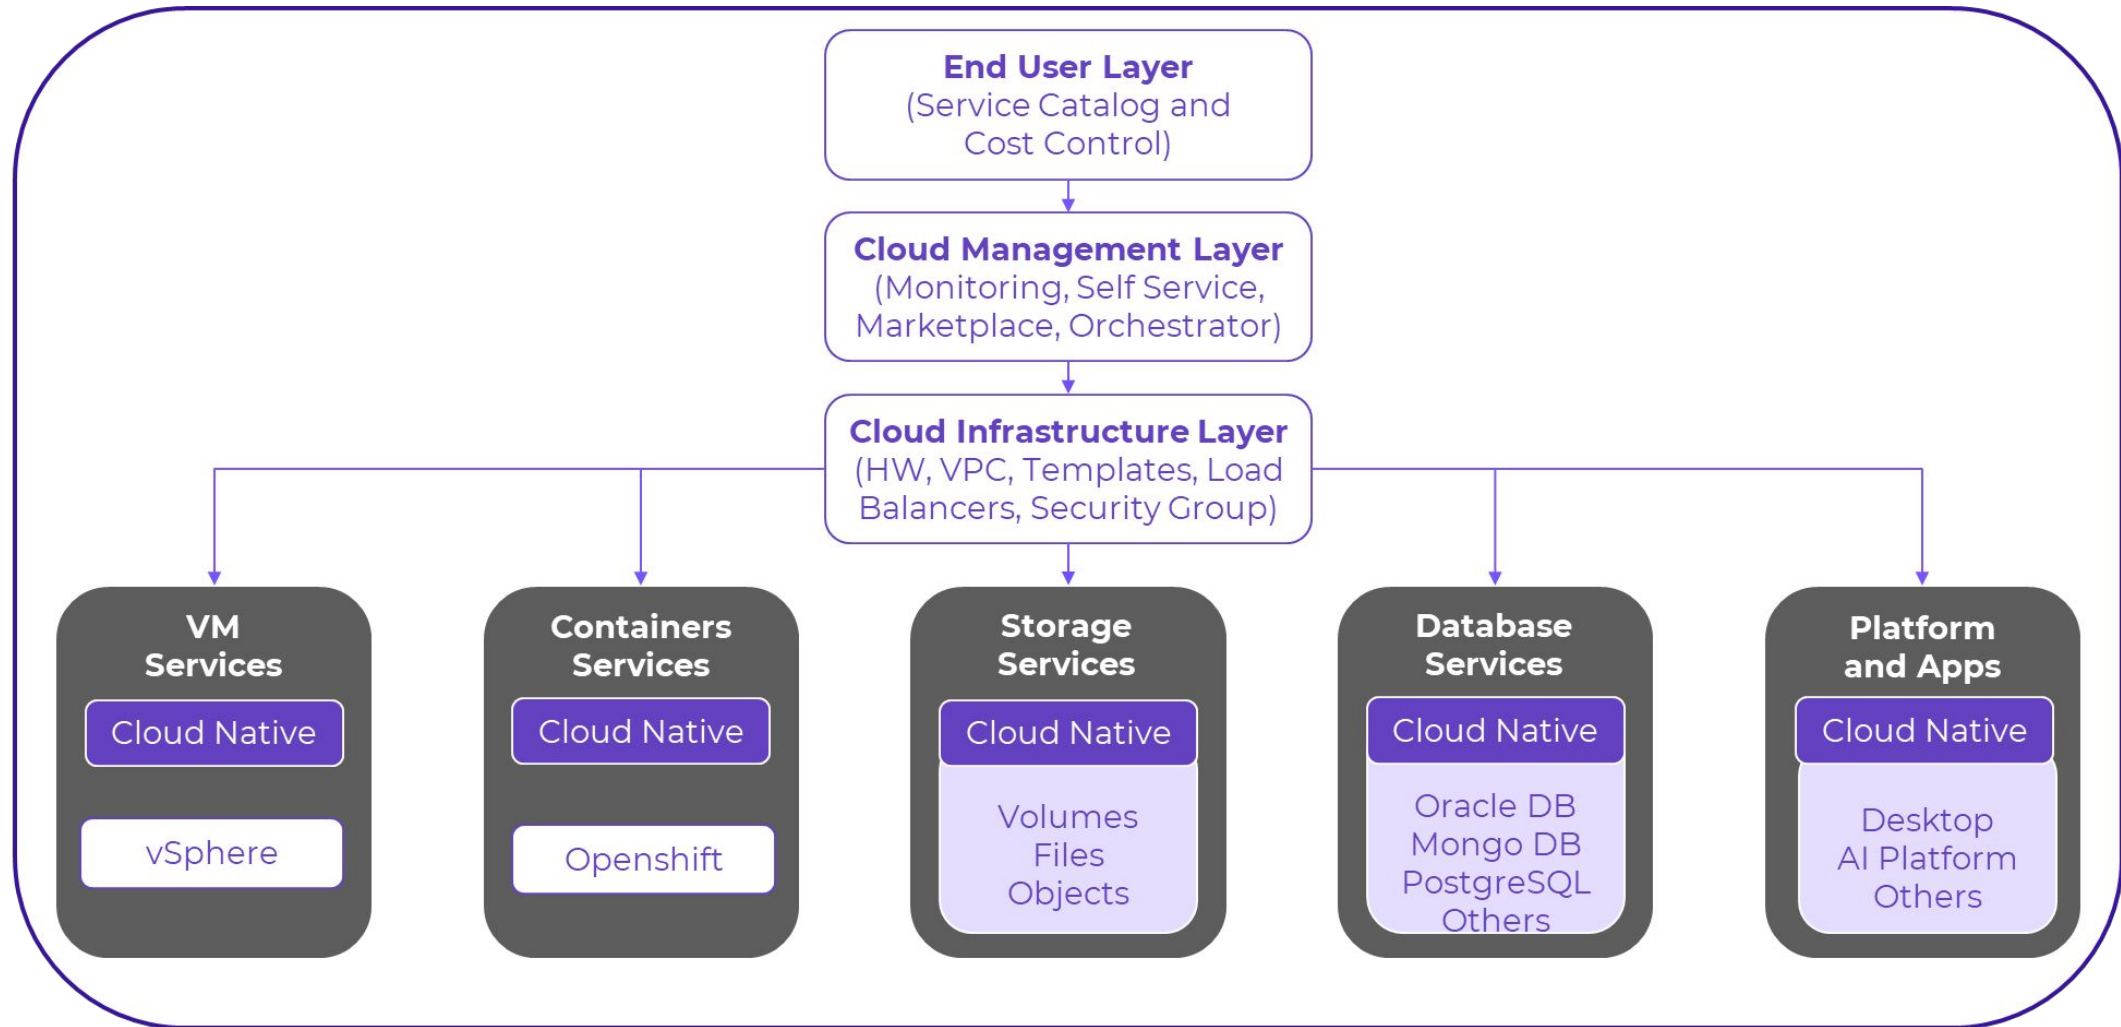 End User Layer
(Service Catalog and
Cost Control)
Cloud Management Layer
(Monitoring, Self Service,
Marketplace, Orchestrator)
Cloud Infrastructure Layer
(HW, VPC, Templates, Load
Balancers, Security Group)
VM
Services
Cloud Native
vSphere
Containers
Services
Cloud Native
Openshift
Storage
Services
Cloud Native
Volumes
Files
Objects
Database
Services
Cloud Native
Oracle DB
Mongo DB
PostgreSQL
Others
Platform
and Apps
Cloud Native
Desktop
AI Platform
Others